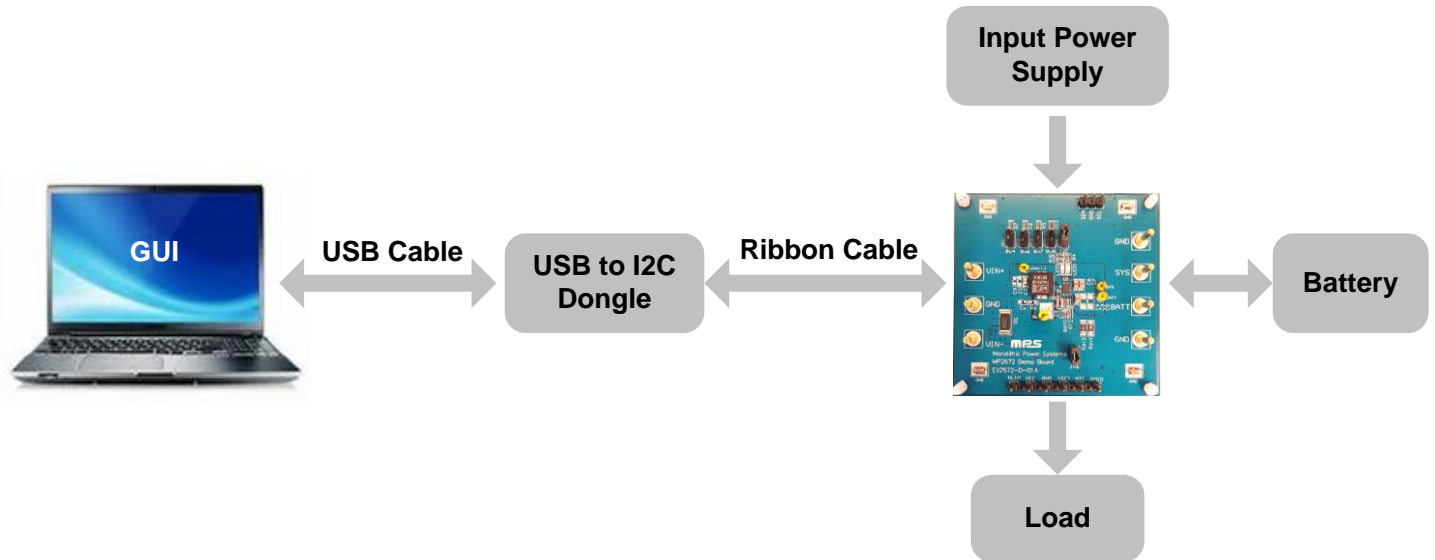 Input Power
Supply
GUI
USB Cable
USB to I2C
Dongle
Ribbon Cable
Battery
Load
GND
SYS
BATT
GND
VIN+
GND
VIN-
mps
Monolithic Power Systems
MP2672 Demo Board
EV2672-D-01A